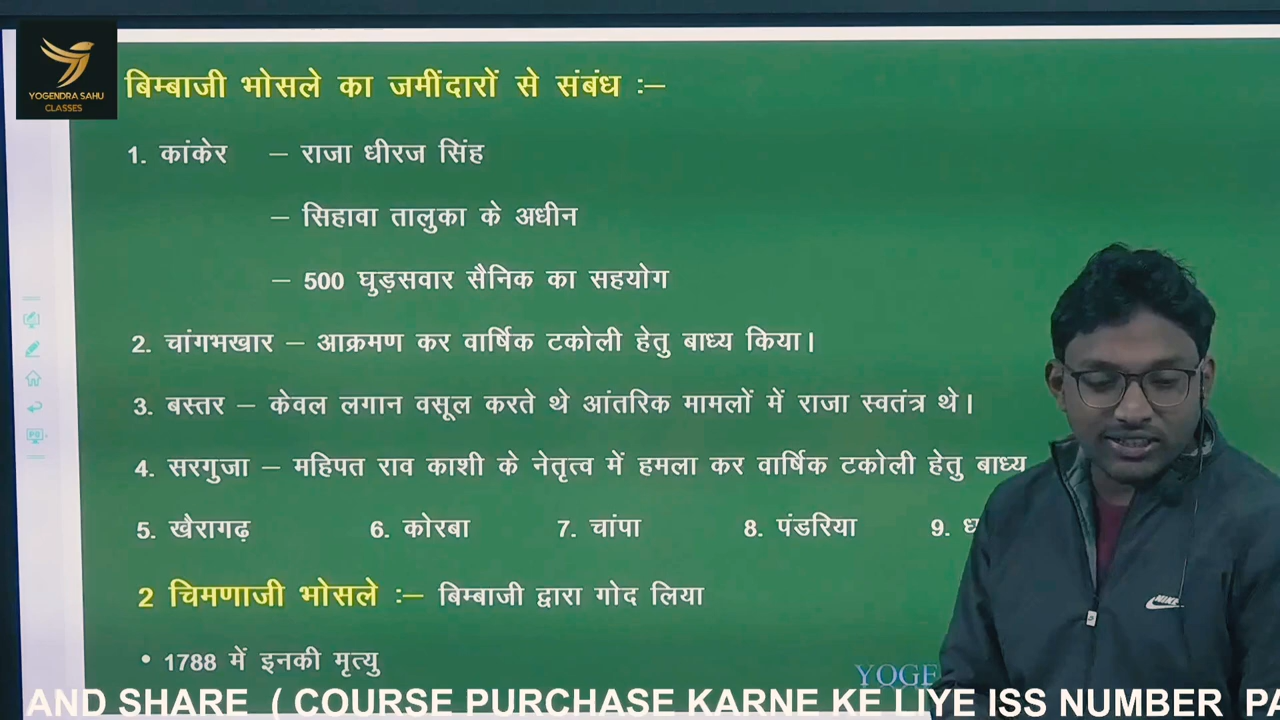 YOGENDRA SAHU
CLASSES
बिम्बाजी भोसले का जमींदारों से संबंध :–
1. कांकेर – राजा धीरज सिंह
– सिहावा तालुका के अधीन
– 500 घुड़सवार सैनिक का सहयोग
2. चांगभखार – आक्रमण कर वार्षिक टकोली हेतु बाध्य किया।
3. बस्तर – केवल लगान वसूल करते थे आंतरिक मामलों में राजा स्वतंत्र थे।
4. सरगुजा – महिपत राव काशी के नेतृत्व में हमला कर वार्षिक टकोली हेतु बाध्य
5. खैरागढ़ 6. कोरबा 7. चांपा 8. पंडरिया 9.
2 चिमणाजी भोसले :– बिम्बाजी द्वारा गोद लिया
• 1788 में इनकी मृत्यु
AND SHARE ( COURSE PURCHASE KARNE KE LIYE ISS NUMBER
NIKE